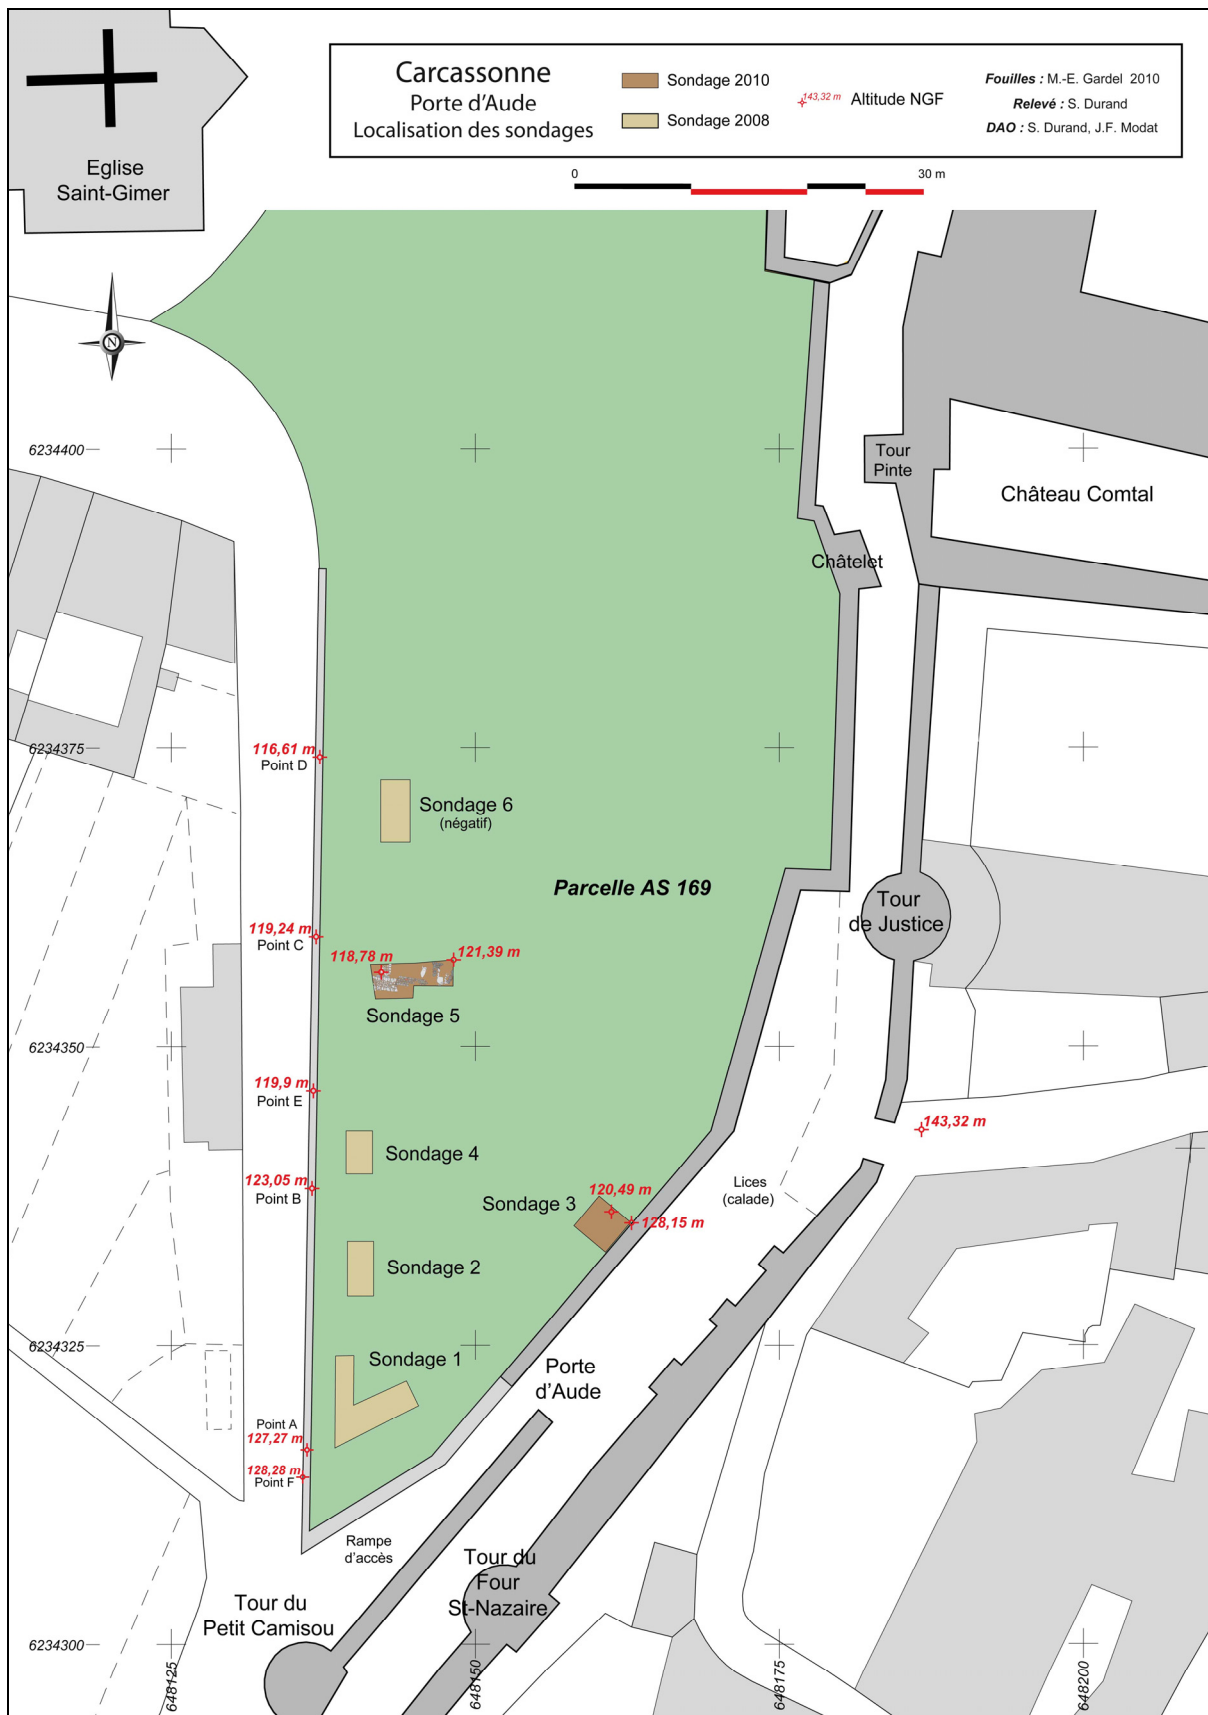 Eglise
Saint-Gimer
Carcassonne
Porte d'Aude
Localisation des sondages
Sondage 2010
Sondage 2008
143,32 m
Altitude NGF
Fouilles : M.-E. Gardel 2010
Relevé : S. Durand
DAO : S. Durand, J.F. Modat
0
30 m
N
6234400
Tour
Pinte
Château Comtal
Châtelet
6234375
116,61 m
Point D
Sondage 6
(négatif)
Parcelle AS 169
Tour
de Justice
119,24 m
Point C
118,78 m
121,39 m
Sondage 5
6234350
119,9 m
Point E
143,32 m
Sondage 4
123,05 m
Point B
Lices
(calade)
Sondage 3
120,49 m
128,15 m
Sondage 2
6234325
Sondage 1
Porte
d'Aude
Point A
127,27 m
128,28 m
Point F
Rampe
d'accès
Tour du
Four
St-Nazaire
Tour du
Petit Camisou
6234300
648125
648150
648175
648200